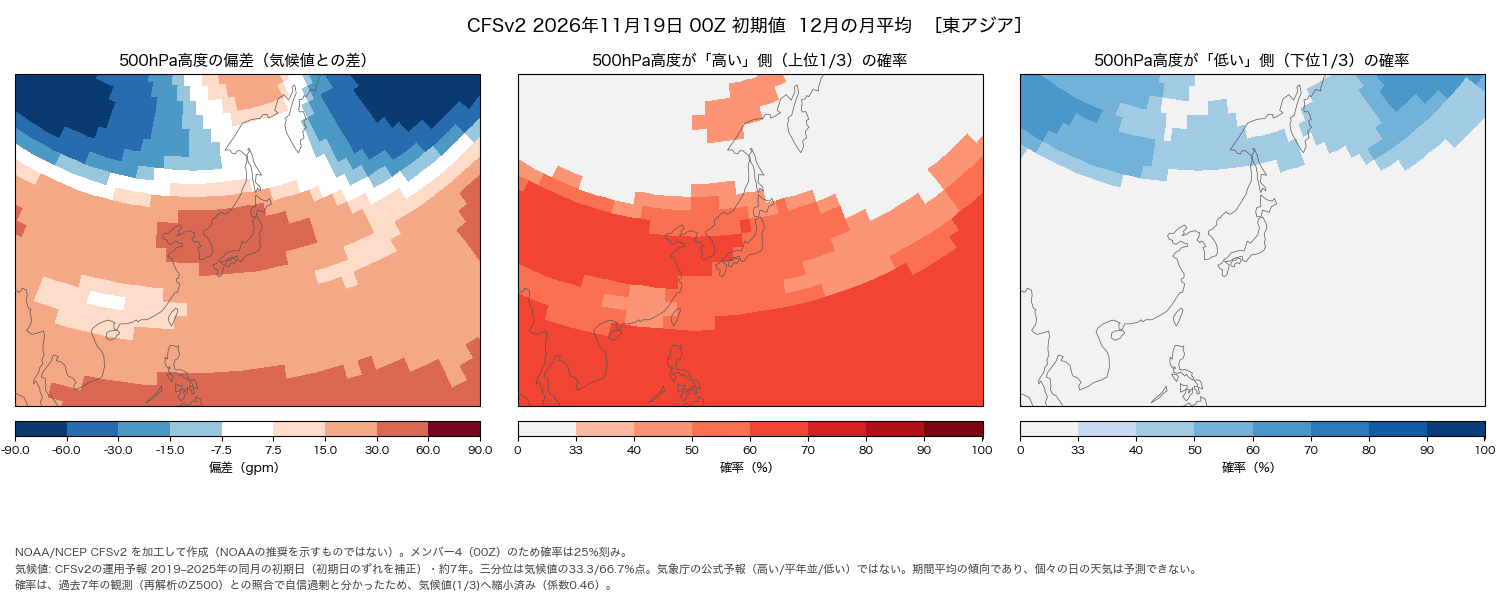 CFSv2 2026年11月19日 00Z 初期値 12月の月平均 ［東アジア］
500hPa高度の偏差（気候値との差）
500hPa高度が「高い」側（上位1/3）の確率
500hPa高度が「低い」側（下位1/3）の確率
-90.0 -60.0 -30.0 -15.0 -7.5 7.5 15.0 30.0 60.0 90.0
偏差（gpm）
0 33 40 50 60 70 80 90 100
確率（%）
0 33 40 50 60 70 80 90 100
確率（%）
NOAA/NCEP CFSv2 を加工して作成（NOAAの推奨を示すものではない）。メンバー4（00Z）のため確率は25%刻み。
気候値: CFSv2の運用予報 2019–2025年の同月の初期日（初期日のずれを補正）・約7年。三分位は気候値の33.3/66.7%点。気象庁の公式予報（高い/平年並/低い）ではない。期間平均の傾向であり、個々の日の天気は予測できない。
確率は、過去7年の観測（再解析のZ500）との照合で自信過剰と分かったため、気候値(1/3)へ縮小済み（係数0.46）。